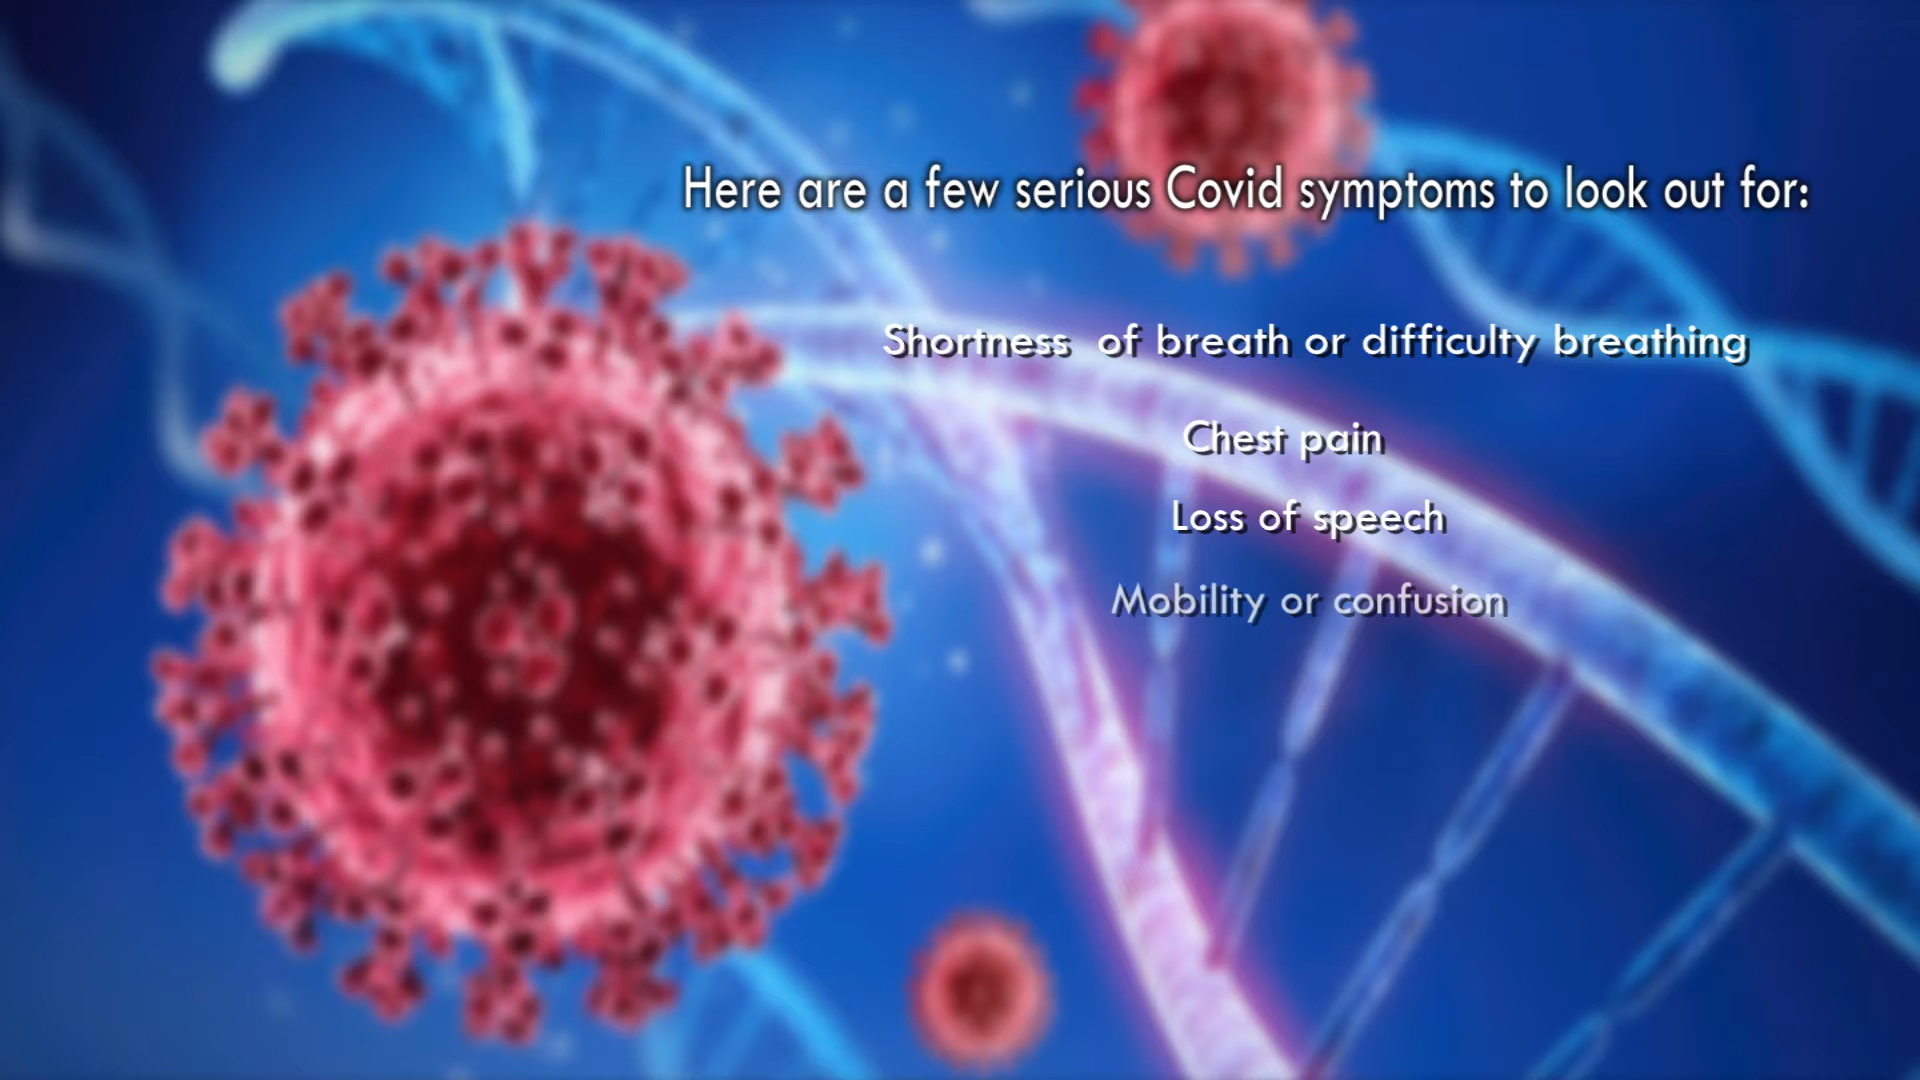 Here are a few serious Covid symptoms to look out for:
Shortness of breath or difficulty breathing
Chest pain
Loss of speech
Mobility or confusion